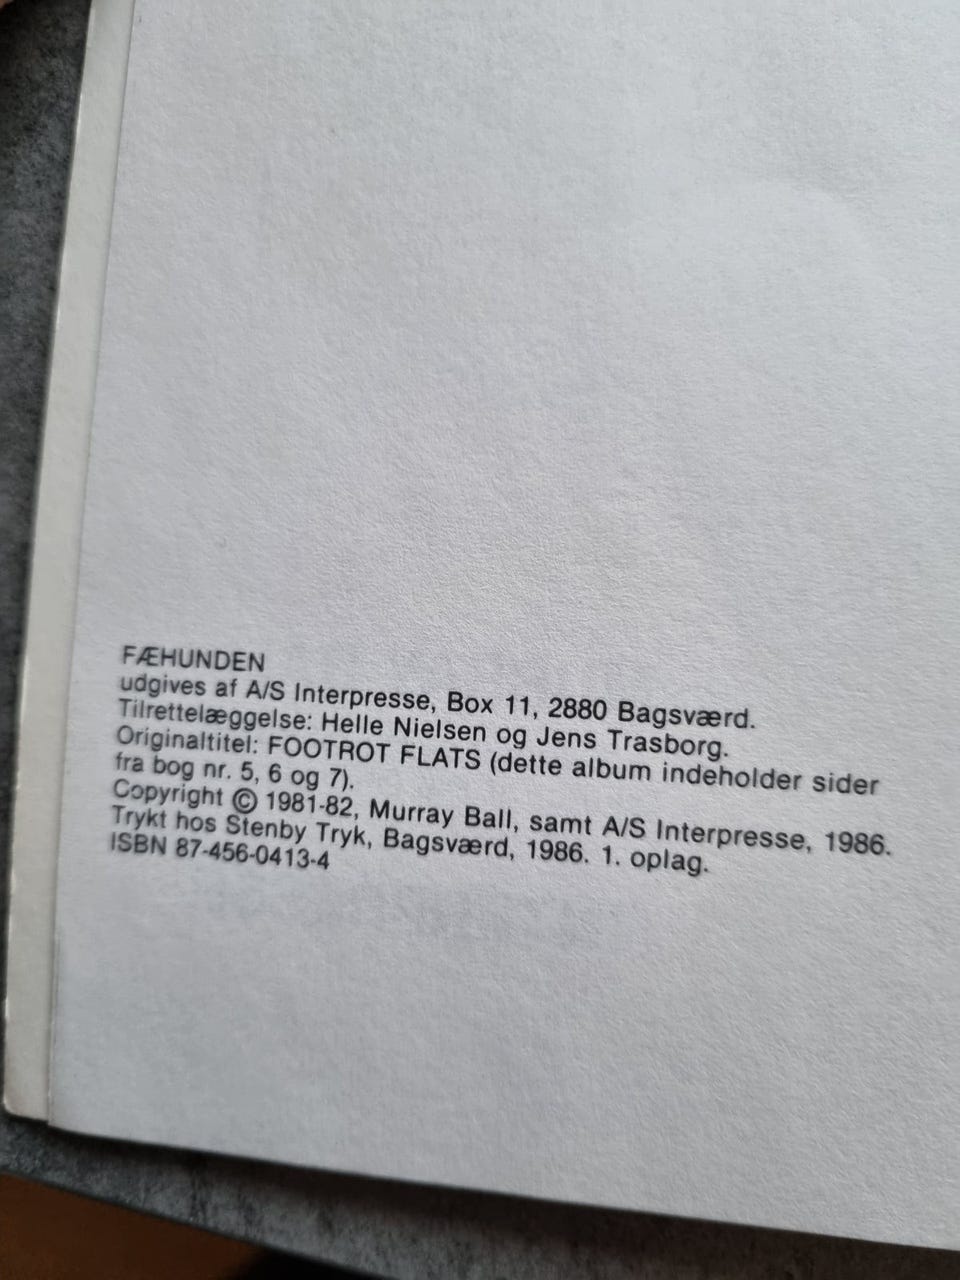 FÆHUNDEN
udgives af A/S Interpresse, Box 11, 2880 Bagsværd.
Tilrettelæggelse: Helle Nielsen og Jens Trasborg.
Originaltitel: FOOTROT FLATS (dette album indeholder sider
fra bog nr. 5, 6 og 7).
Copyright © 1981-82, Murray Ball, samt A/S Interpresse, 1986.
Trykt hos Stenby Tryk, Bagsværd, 1986. 1. oplag.
ISBN 87-456-0413-4